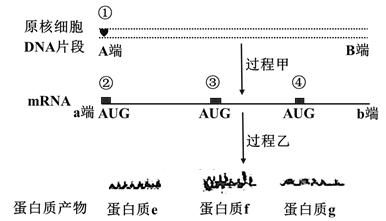 ①
原核细胞
DNA片段
A端 B端
过程甲
② ③ ④
mRNA
a端 AUG AUG AUG b端
过程乙
蛋白质产物 蛋白质e 蛋白质f 蛋白质g